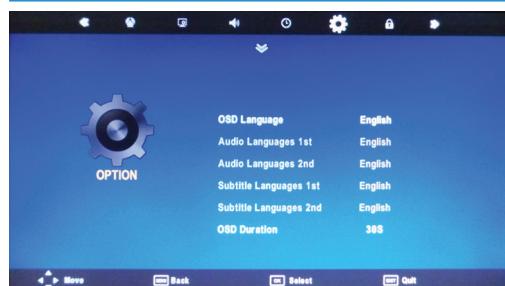 OSD Language English
Audio Languages 1st English
Audio Languages 2nd English
Subtitle Languages 1st English
Subtitle Languages 2nd English
OSD Duration 30S
OPTION
Move MENU Back OK Select EXIT Quit